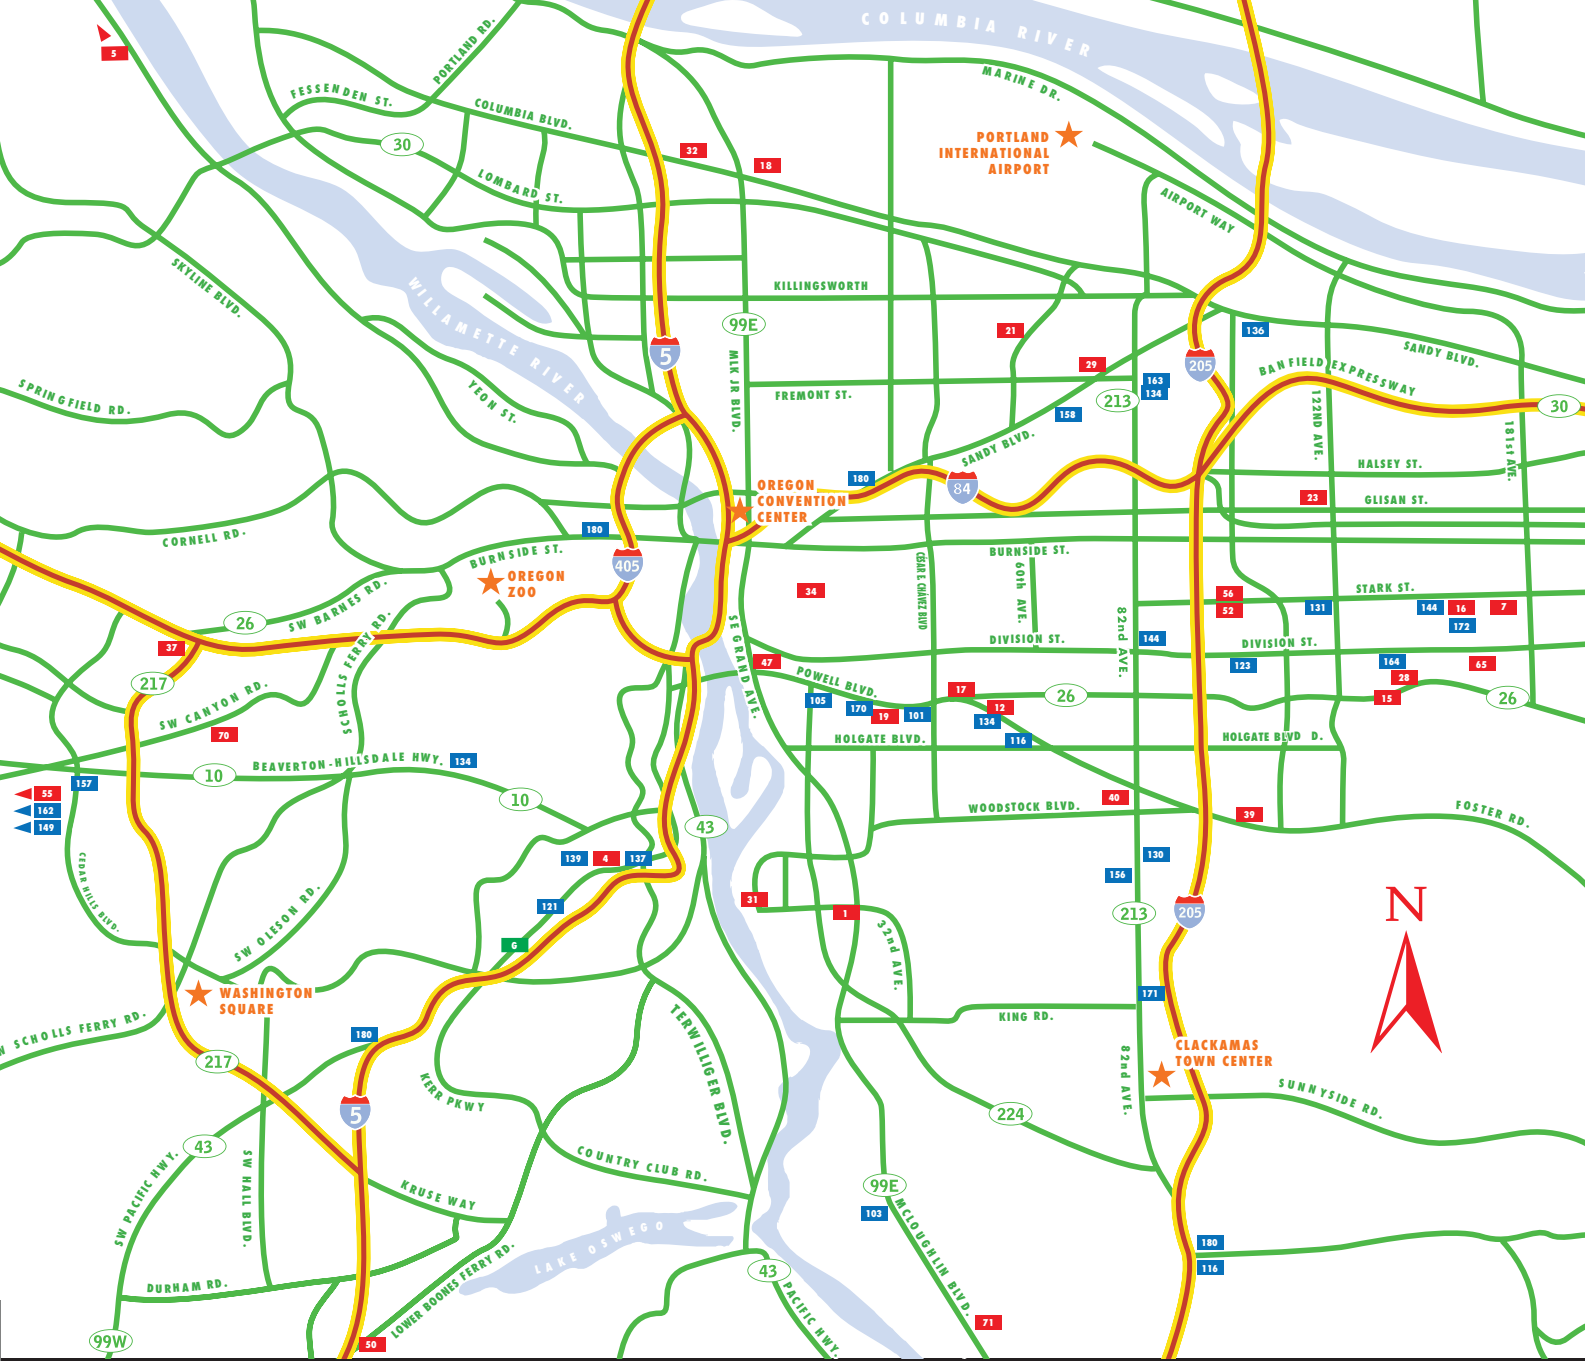 COLUMBIA RIVER
5
PORTLAND RD.
FESSENDEN ST.
COLUMBIA BLVD.
MARINE DR.
30
32
18
PORTLAND
INTERNATIONAL
AIRPORT
LOMBARD ST.
AIRPORT WAY
SKYLINE BLVD.
WILLAMETTE RIVER
KILLINGSWORTH
99E
21
136
5
MLK JR BLVD.
29
205
BANFIELD EXPRESSWAY
SANDY BLVD.
SPRINGFIELD RD.
YEON ST.
FREMONT ST.
163
134
213
158
122ND AVE.
30
181st AVE.
SANDY BLVD.
HALSEY ST.
180
84
OREGON
CONVENTION
CENTER
23
GLISAN ST.
CORNELL RD.
180
BURNSIDE ST.
BURNSIDE ST.
405
OREGON
ZOO
CÉSAR E. CHÁVEZ BLVD
60th AVE.
34
SW BARNES RD.
26
SCHOLLS FERRY RD.
SE GRAND AVE.
82nd AVE.
56
52
STARK ST.
131
144
16
7
172
37
DIVISION ST.
144
DIVISION ST.
123
164
65
28
15
47
217
SW CANYON RD.
POWELL BLVD.
17
26
26
105
170
19
101
12
134
116
70
HOLGATE BLVD.
HOLGATE BLVD D.
BEAVERTON-HILLSDALE HWY.
134
10
10
157
55
162
149
40
WOODSTOCK BLVD.
39
FOSTER RD.
43
CEDAR HILLS BLVD.
139
4
137
130
156
31
1
121
G
SW OLESON RD.
32nd AVE.
213
205
N
WASHINGTON
SQUARE
171
W SCHOLLS FERRY RD.
180
KING RD.
TERWILLIGER BLVD.
CLACKAMAS
TOWN CENTER
217
5
KERR PKWY
82nd AVE.
SUNNYSIDE RD.
224
43
SW PACIFIC HWY.
SW HALL BLVD.
COUNTRY CLUB RD.
KRUSE WAY
99E
103
MCLOUGHLIN BLVD.
LAKE OSWEGO
180
116
43
DURHAM RD.
LOWER BOONES FERRY RD.
PACIFIC HWY.
99W
50
71